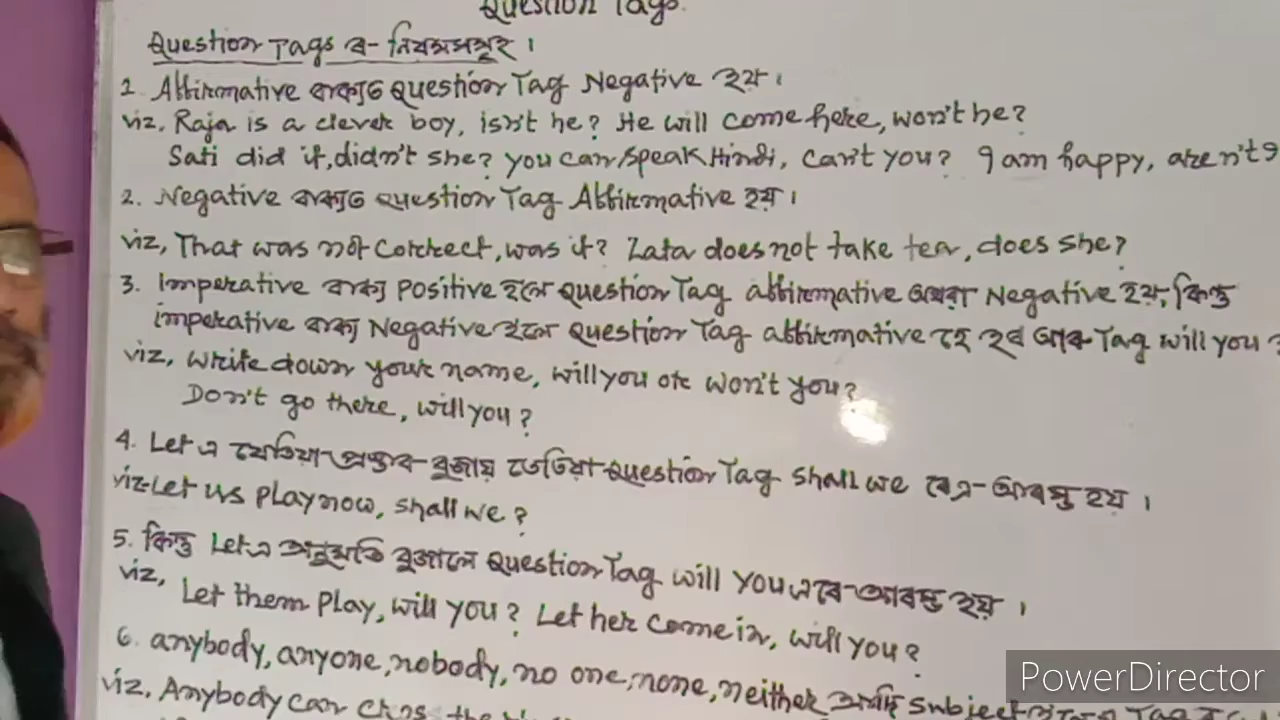 Question Tags.
Question Tags ৰ- নিয়মসমূহ ।
1. Affirmative বাক্যত Question Tag Negative হয় ।
viz, Raja is a clever boy, isn't he? He will come here, won't he?
Sati did it, didn't she? You can speak Hindi, can't you? I am happy, aren't I
2. Negative বাক্যত Question Tag Affirmative হয় ।
viz, That was not correct, was it? Lata does not take tea, does she?
3. Imperative বাক্য positive হলে Question Tag affirmative অথবা Negative হয়, কিন্তু
imperative বাক্য Negative হলে Question Tag affirmative হে হব আৰু Tag will you ?
viz, write down your name, will you or won't you?
Don't go there, will you?
4. Let এ যেতিয়া প্ৰস্তাব বুজায় তেতিয়া Question Tag shall we ৰে আৰম্ভ হয় ।
viz-Let us play now, shall we?
5. কিন্তু Let এ অনুমতি বুজালে Question Tag will you এৰে আৰম্ভ হয় ।
viz,
Let them play, will you? Let her come in, will you?
6. anybody, anyone, nobody, no one, none, neither আদি subject
viz. Anybody can
PowerDirector